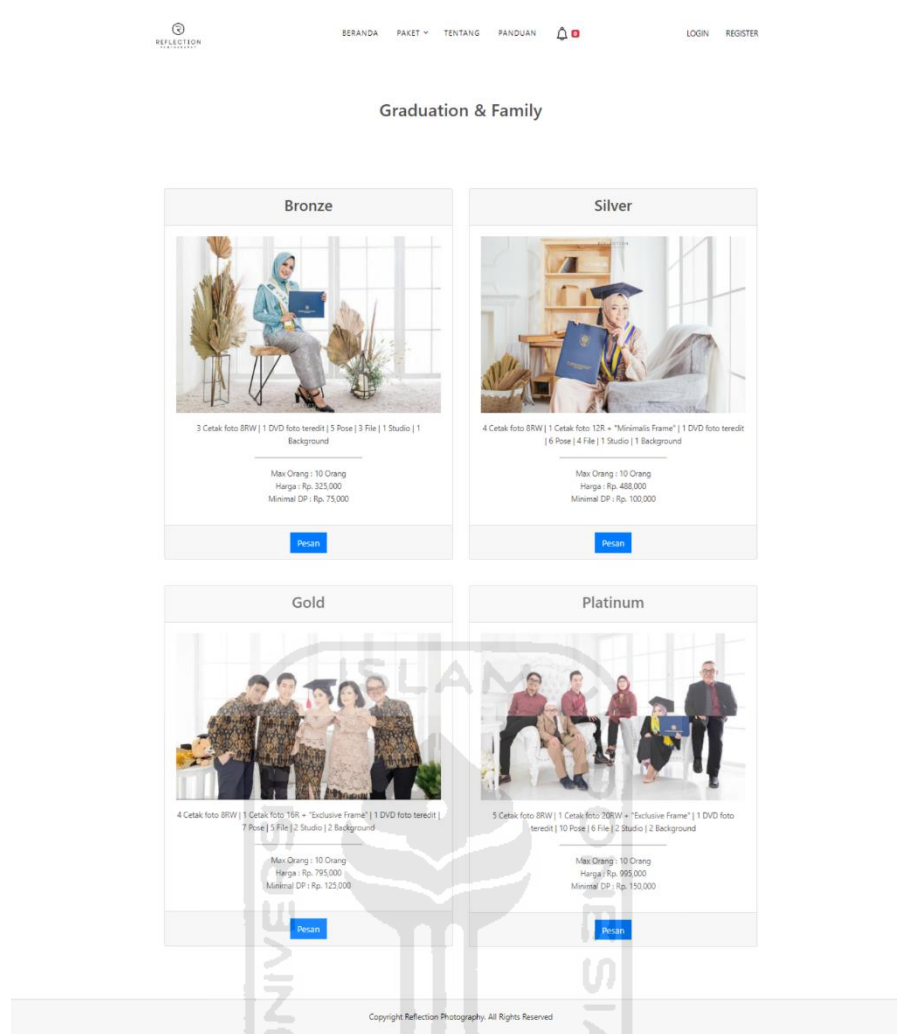 REFLECTION
PHOTOGRAPHY
BERANDA PAKET TENTANG PANDUAN 0 LOGIN REGISTER
Graduation & Family
Bronze
3 Cetak foto 8RW | 1 DVD foto teredit | 5 Pose | 3 File | 1 Studio | 1
Background
Max Orang : 10 Orang
Harga : Rp. 325,000
Minimal DP : Rp. 75,000
Pesan
Silver
REFLECTION
4 Cetak foto 8RW | 1 Cetak foto 12R + "Minimalis Frame" | 1 DVD foto teredit
| 6 Pose | 4 File | 1 Studio | 1 Background
Max Orang : 10 Orang
Harga : Rp. 488,000
Minimal DP : Rp. 100,000
Pesan
Gold
4 Cetak foto 8RW | 1 Cetak foto 16R + "Exclusive Frame" | 1 DVD foto teredit |
7 Pose | 5 File | 2 Studio | 2 Background
Max Orang : 10 Orang
Harga : Rp. 795,000
Minimal DP : Rp. 125,000
Pesan
Platinum
5 Cetak foto 8RW | 1 Cetak foto 20RW + "Exclusive Frame" | 1 DVD foto
teredit | 10 Pose | 6 File | 2 Studio | 2 Background
Max Orang : 10 Orang
Harga : Rp. 995,000
Minimal DP : Rp. 150,000
Pesan
ISLAM
Copyright Reflection Photography. All Rights Reserved